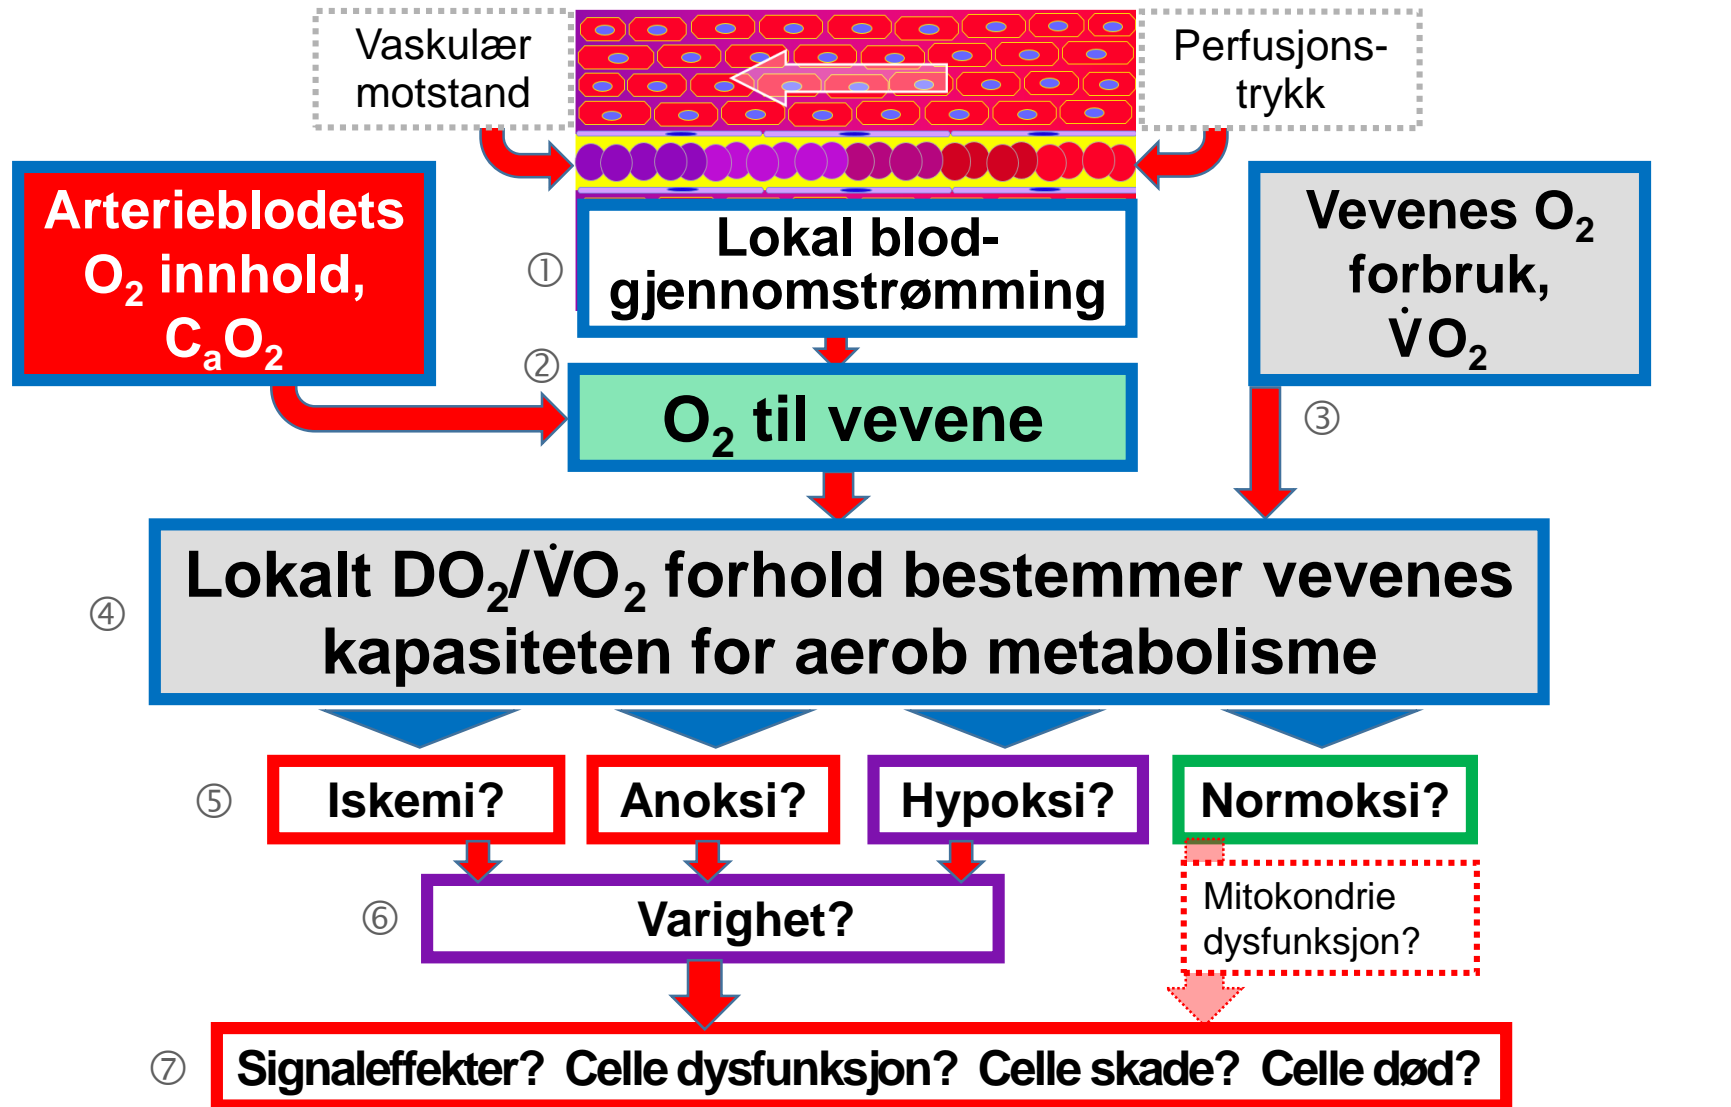 Vaskulær
motstand
Perfusjons-
trykk
Arterieblodets
O₂ innhold,
CₐO₂
①
Lokal blod-
gjennomstrømming
Vevenes O₂
forbruk,
V̇O₂
②
O₂ til vevene
③
④
Lokalt DO₂/V̇O₂ forhold bestemmer vevenes
kapasiteten for aerob metabolisme
⑤
Iskemi?
Anoksi?
Hypoksi?
Normoksi?
⑥
Varighet?
Mitokondrie
dysfunksjon?
⑦
Signaleffekter? Celle dysfunksjon? Celle skade? Celle død?